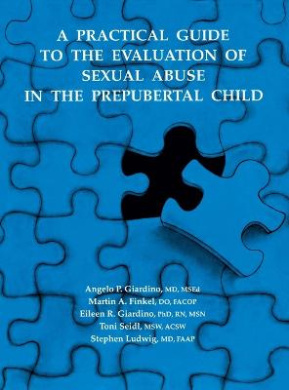 A PRACTICAL GUIDE
TO THE EVALUATION OF
SEXUAL ABUSE
IN THE PREPUBERTAL CHILD
Angelo P. Giardino, MD, MSEd
Martin A. Finkel, DO, FACOP
Eileen R. Giardino, PhD, RN, MSN
Toni Seidl, MSW, ACSW
Stephen Ludwig, MD, FAAP